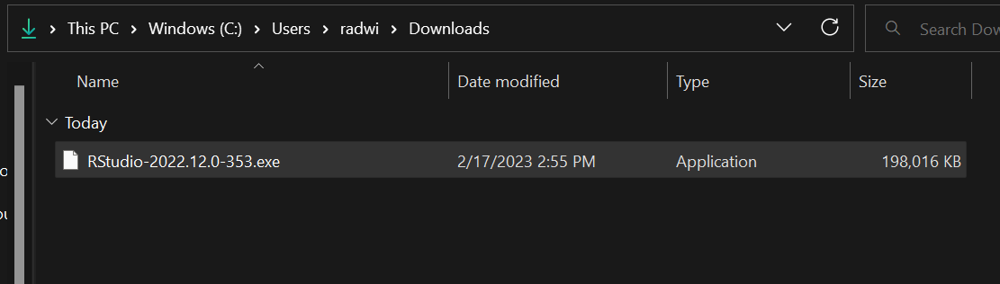 This PC > Windows (C:) > Users > radwi > Downloads
Search Dow
Name Date modified Type Size
Today
RStudio-2022.12.0-353.exe 2/17/2023 2:55 PM Application 198,016 KB